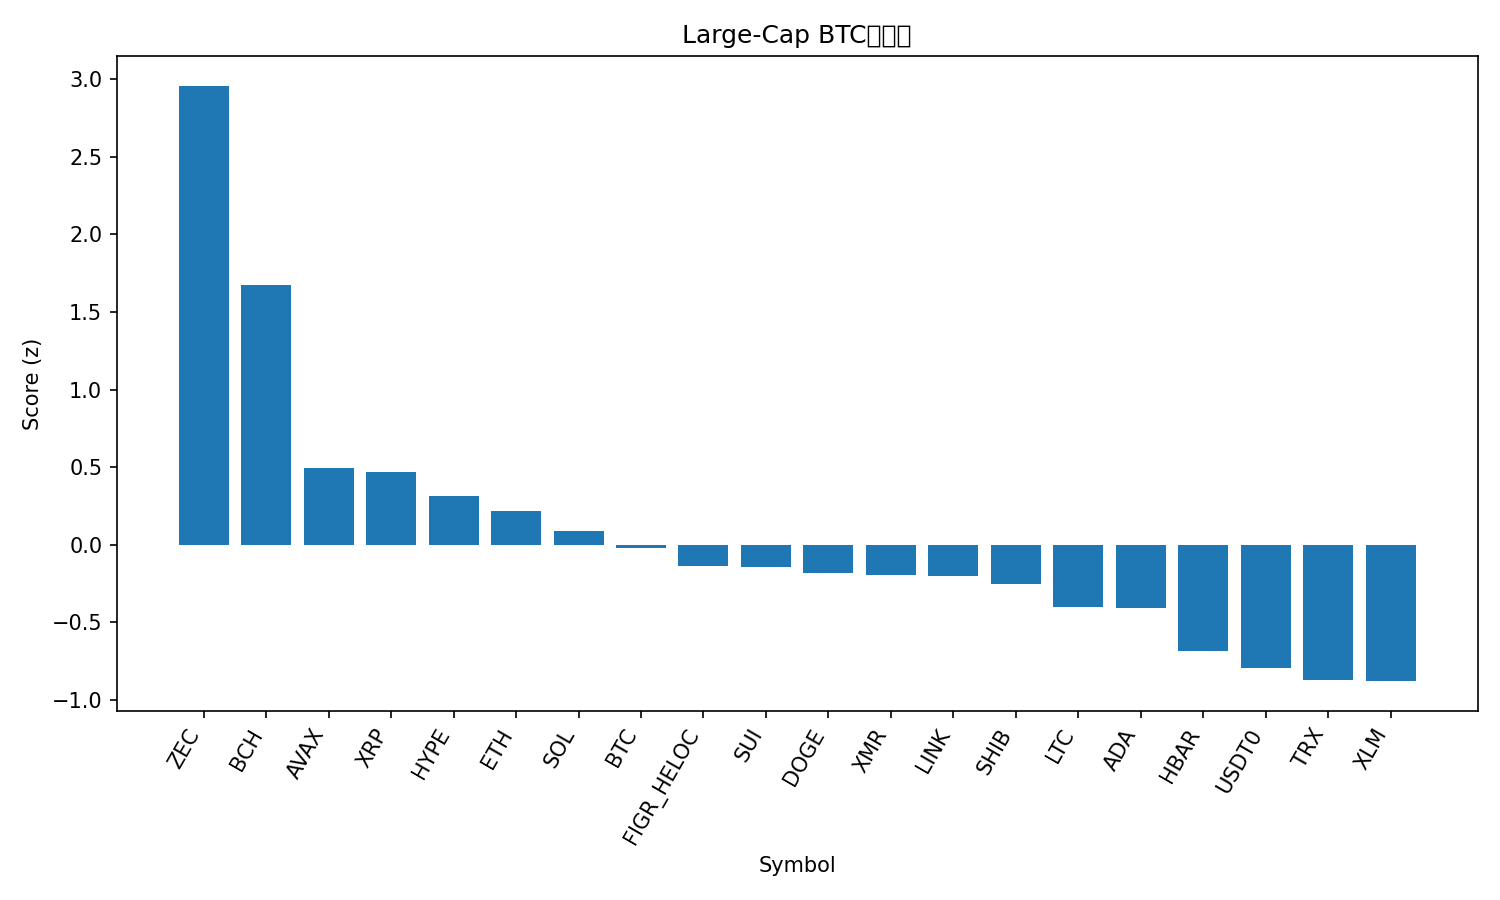 Large-Cap BTC
Score (z)
3.0
2.5
2.0
1.5
1.0
0.5
0.0
−0.5
−1.0
ZEC
BCH
AVAX
XRP
HYPE
ETH
SOL
BTC
FIGR_HELOC
SUI
DOGE
XMR
LINK
SHIB
LTC
ADA
HBAR
USDT0
TRX
XLM
Symbol